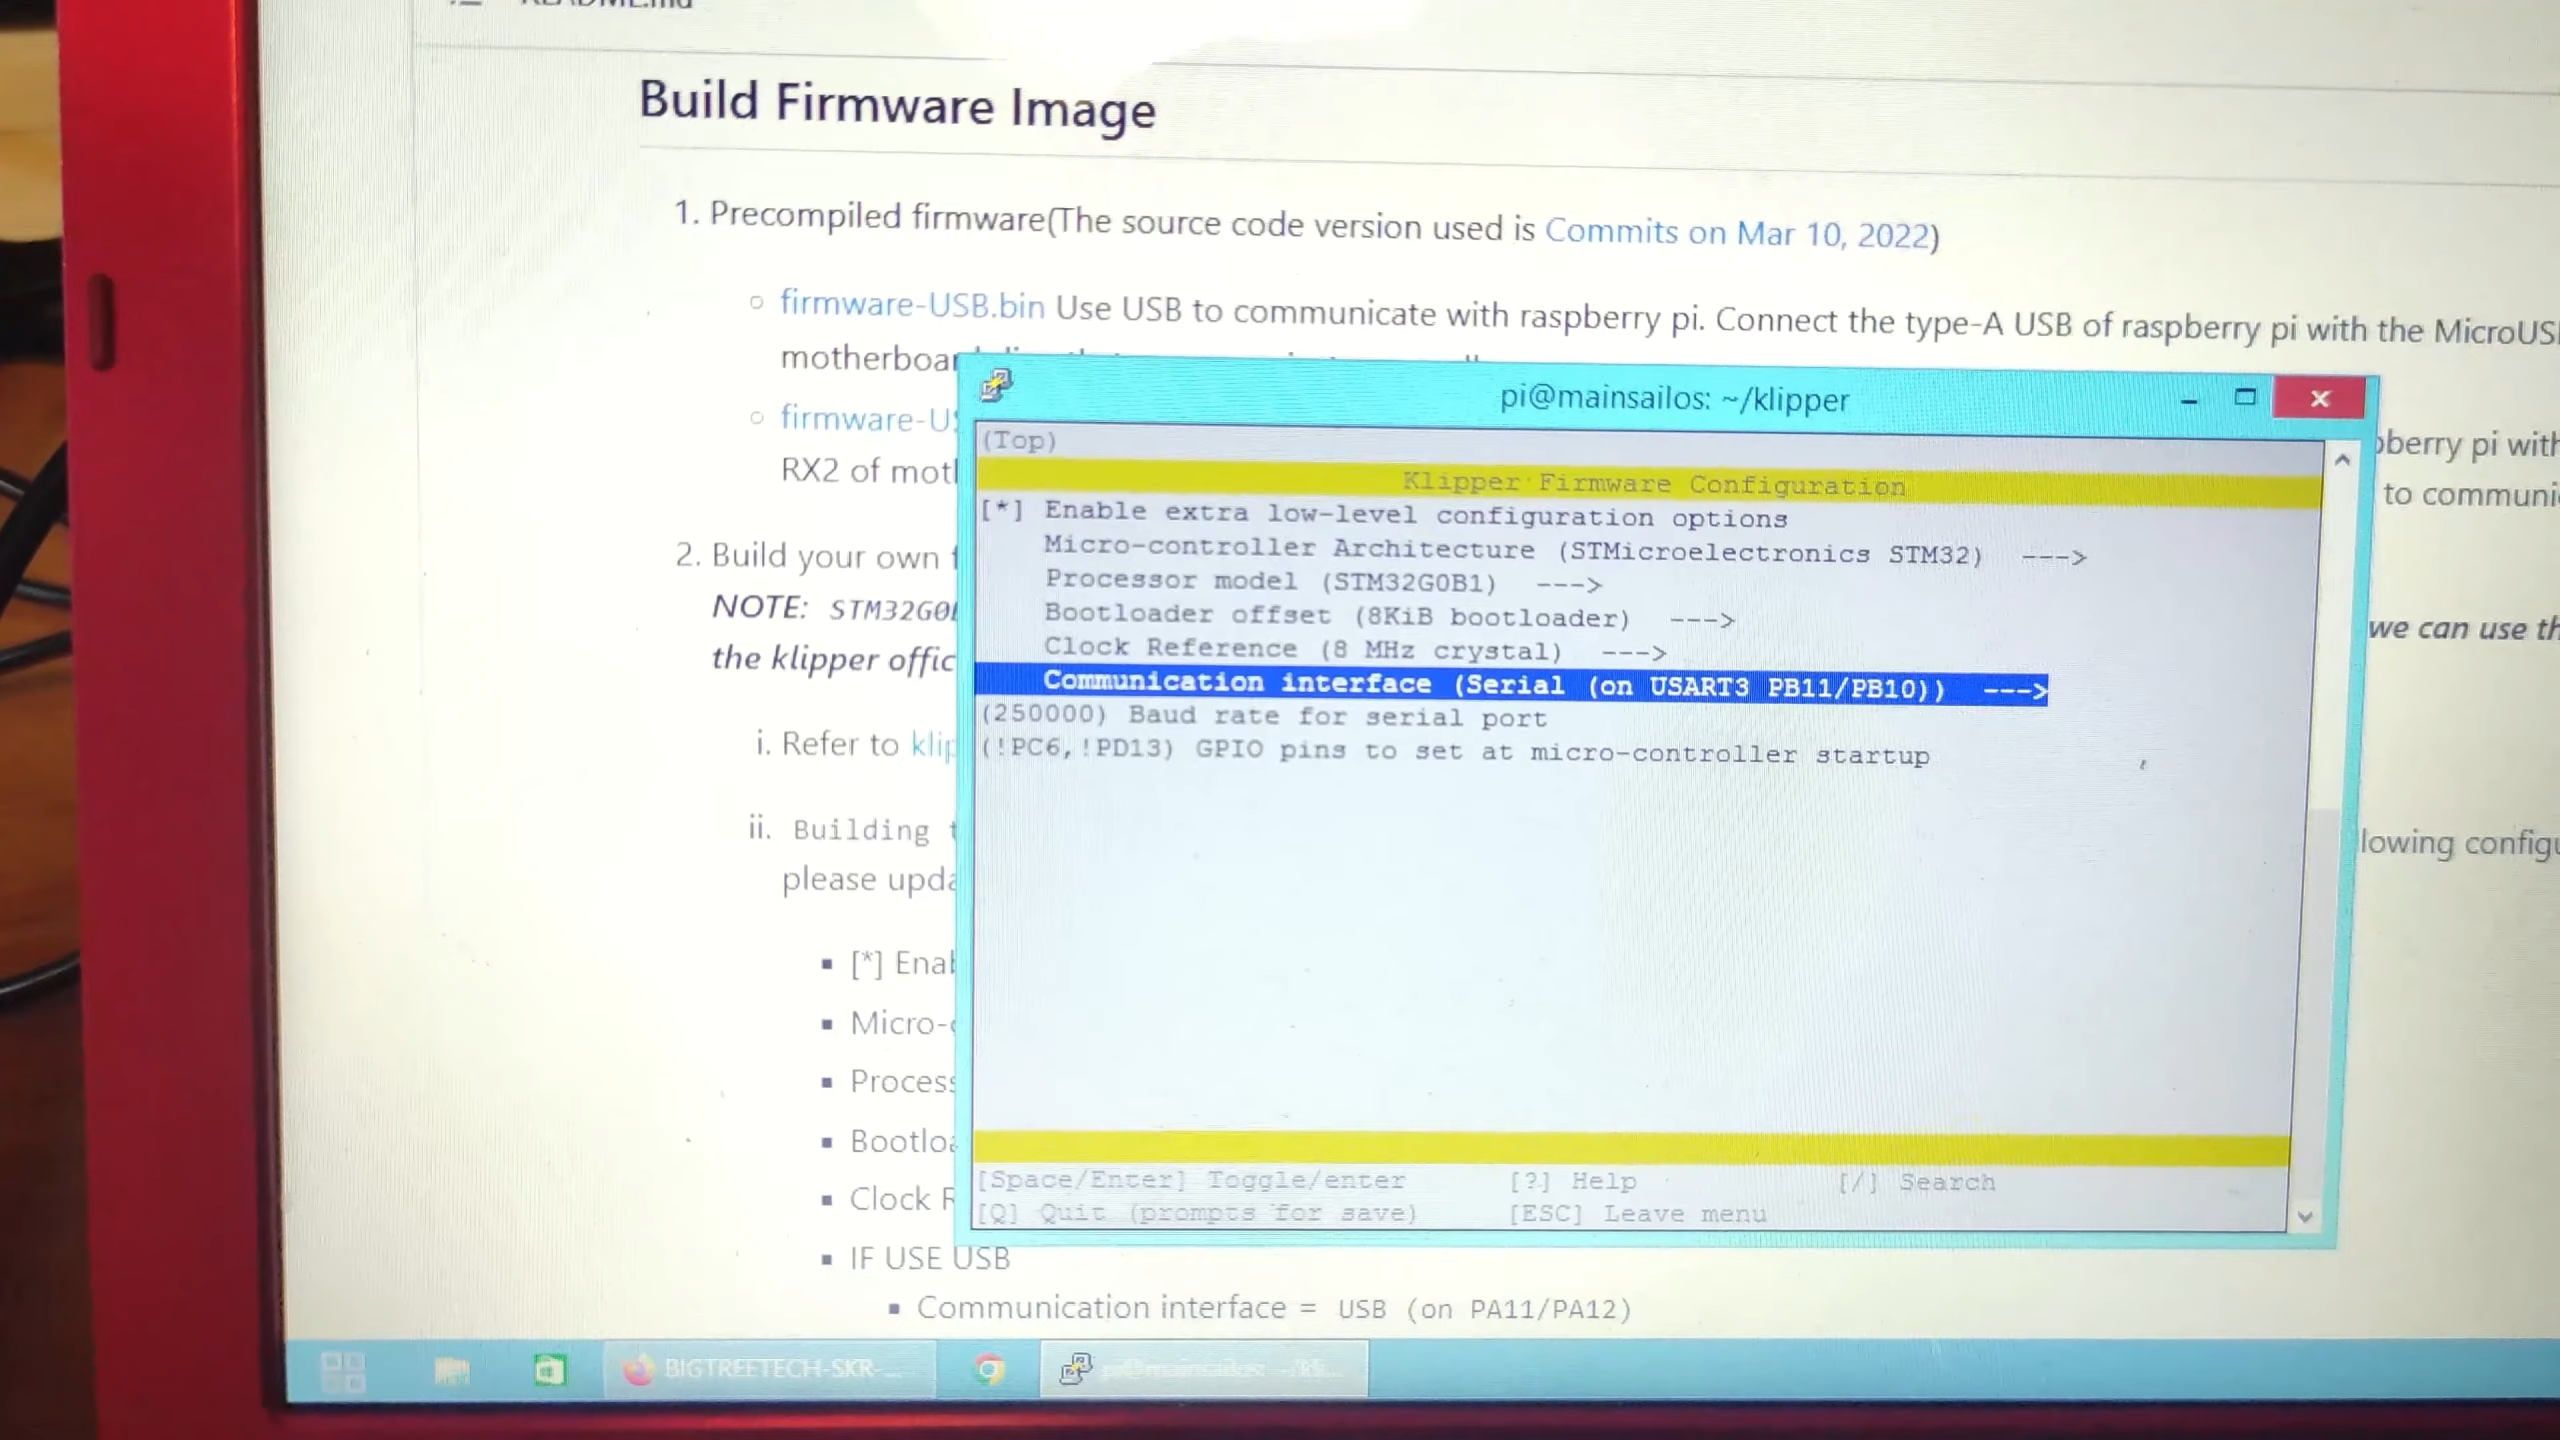 Build Firmware Image
1. Precompiled firmware(The source code version used is Commits on Mar 10, 2022)
firmware-USB.bin Use USB to communicate with raspberry pi. Connect the type-A USB of raspberry pi with the MicroUS
motherboar
firmware-U
berry pi with
RX2 of mot
to communi
2. Build your own
NOTE: STM32G0
we can use th
the klipper offic
i. Refer to klip
ii. Building
lowing configu
please upda
[*] Enab
Micro-c
Process
Bootloa
Clock R
IF USE USB
Communication interface = USB (on PA11/PA12)
pi@mainsailos: ~/klipper
(Top)
Klipper Firmware Configuration
[*] Enable extra low-level configuration options
Micro-controller Architecture (STMicroelectronics STM32) --->
Processor model (STM32G0B1) --->
Bootloader offset (8KiB bootloader) --->
Clock Reference (8 MHz crystal) --->
Communication interface (Serial (on USART3 PB11/PB10)) --->
(250000) Baud rate for serial port
(!PC6,!PD13) GPIO pins to set at micro-controller startup
[Space/Enter] Toggle/enter [?] Help [/] Search
[Q] Quit (prompts for save) [ESC] Leave menu
BIGTREETECH-SKR-...